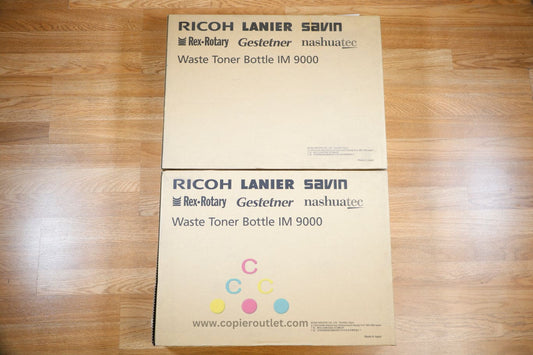 RICOH LANIER savin
Rex-Rotary Gestetner nashuatec
Waste Toner Bottle IM 9000
RICOH LANIER savin
Rex-Rotary Gestetner nashuatec
Waste Toner Bottle IM 9000
C
C C
www.copieroutlet.com